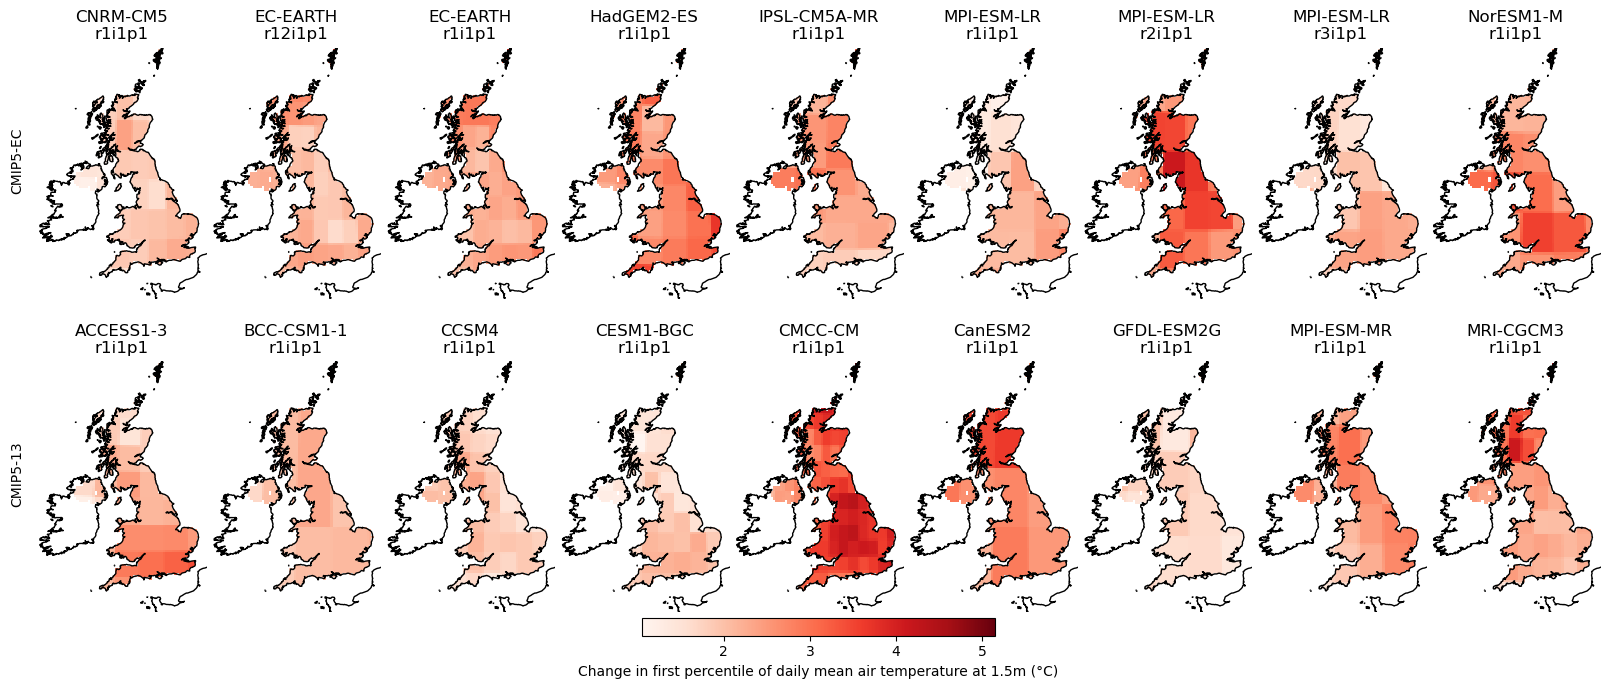 CNRM-CM5
r1i1p1
EC-EARTH
r12i1p1
EC-EARTH
r1i1p1
HadGEM2-ES
r1i1p1
IPSL-CM5A-MR
r1i1p1
MPI-ESM-LR
r1i1p1
MPI-ESM-LR
r2i1p1
MPI-ESM-LR
r3i1p1
NorESM1-M
r1i1p1
CMIP5-EC
ACCESS1-3
r1i1p1
BCC-CSM1-1
r1i1p1
CCSM4
r1i1p1
CESM1-BGC
r1i1p1
CMCC-CM
r1i1p1
CanESM2
r1i1p1
GFDL-ESM2G
r1i1p1
MPI-ESM-MR
r1i1p1
MRI-CGCM3
r1i1p1
CMIP5-13
2 3 4 5
Change in first percentile of daily mean air temperature at 1.5m (°C)